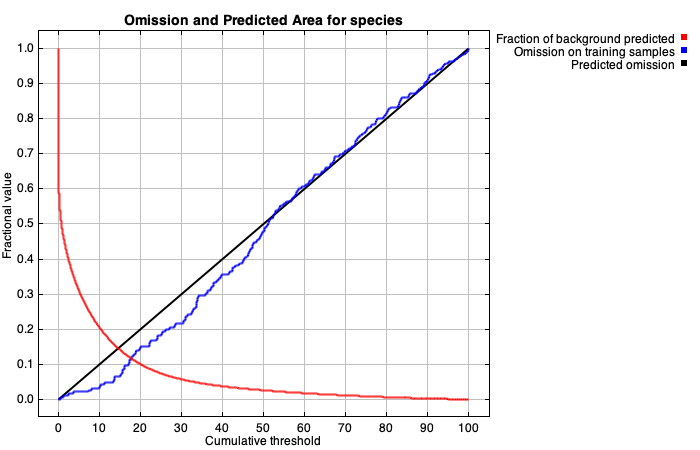 Omission and Predicted Area for species
Fraction of background predicted
Omission on training samples
Predicted omission
Fractional value
1.0
0.9
0.8
0.7
0.6
0.5
0.4
0.3
0.2
0.1
0.0
0 10 20 30 40 50 60 70 80 90 100
Cumulative threshold